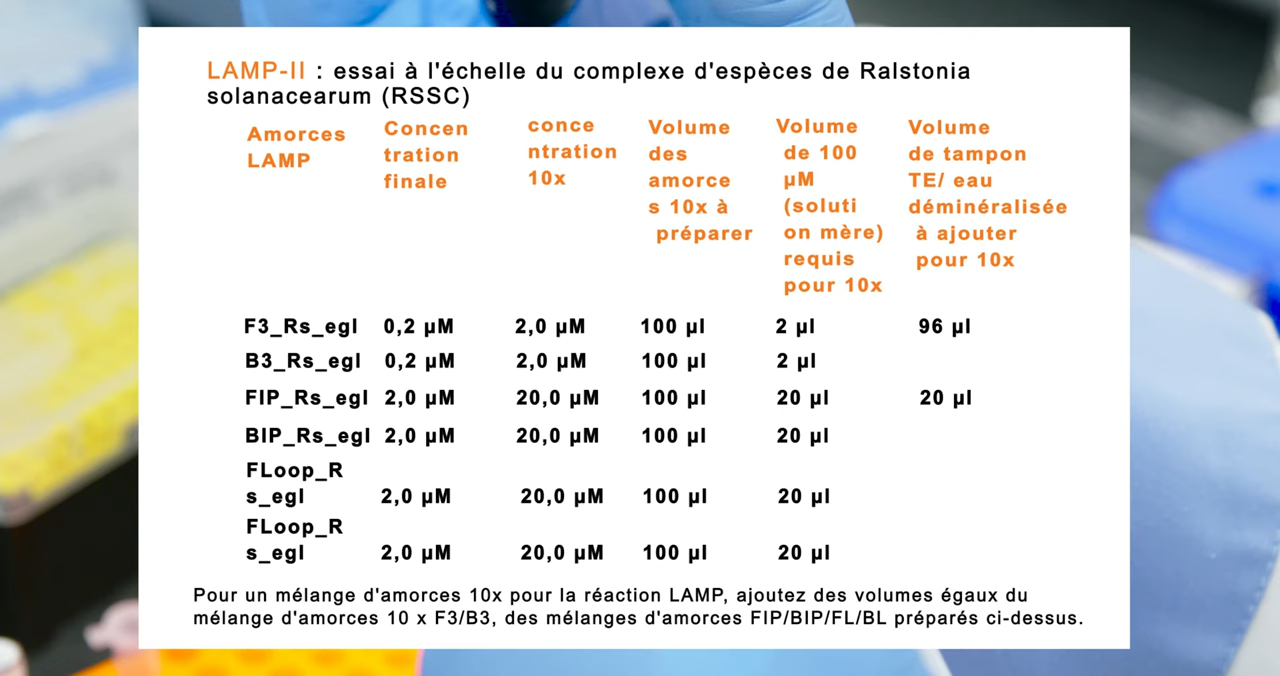 LAMP-II : essai à l'échelle du complexe d'espèces de Ralstonia
solanacearum (RSSC)
Amorces
LAMP
Concen
tration
finale
conce
ntration
10x
Volume
des
amorce
s 10x à
préparer
Volume
de 100
µM
(soluti
on mère)
requis
pour 10x
Volume
de tampon
TE/ eau
déminéralisée
à ajouter
pour 10x
F3_Rs_egl 0,2 µM 2,0 µM 100 µl 2 µl 96 µl
B3_Rs_egl 0,2 µM 2,0 µM 100 µl 2 µl
FIP_Rs_egl 2,0 µM 20,0 µM 100 µl 20 µl 20 µl
BIP_Rs_egl 2,0 µM 20,0 µM 100 µl 20 µl
FLoop_R
s_egl 2,0 µM 20,0 µM 100 µl 20 µl
FLoop_R
s_egl 2,0 µM 20,0 µM 100 µl 20 µl
Pour un mélange d'amorces 10x pour la réaction LAMP, ajoutez des volumes égaux du
mélange d'amorces 10 x F3/B3, des mélanges d'amorces FIP/BIP/FL/BL préparés ci-dessus.